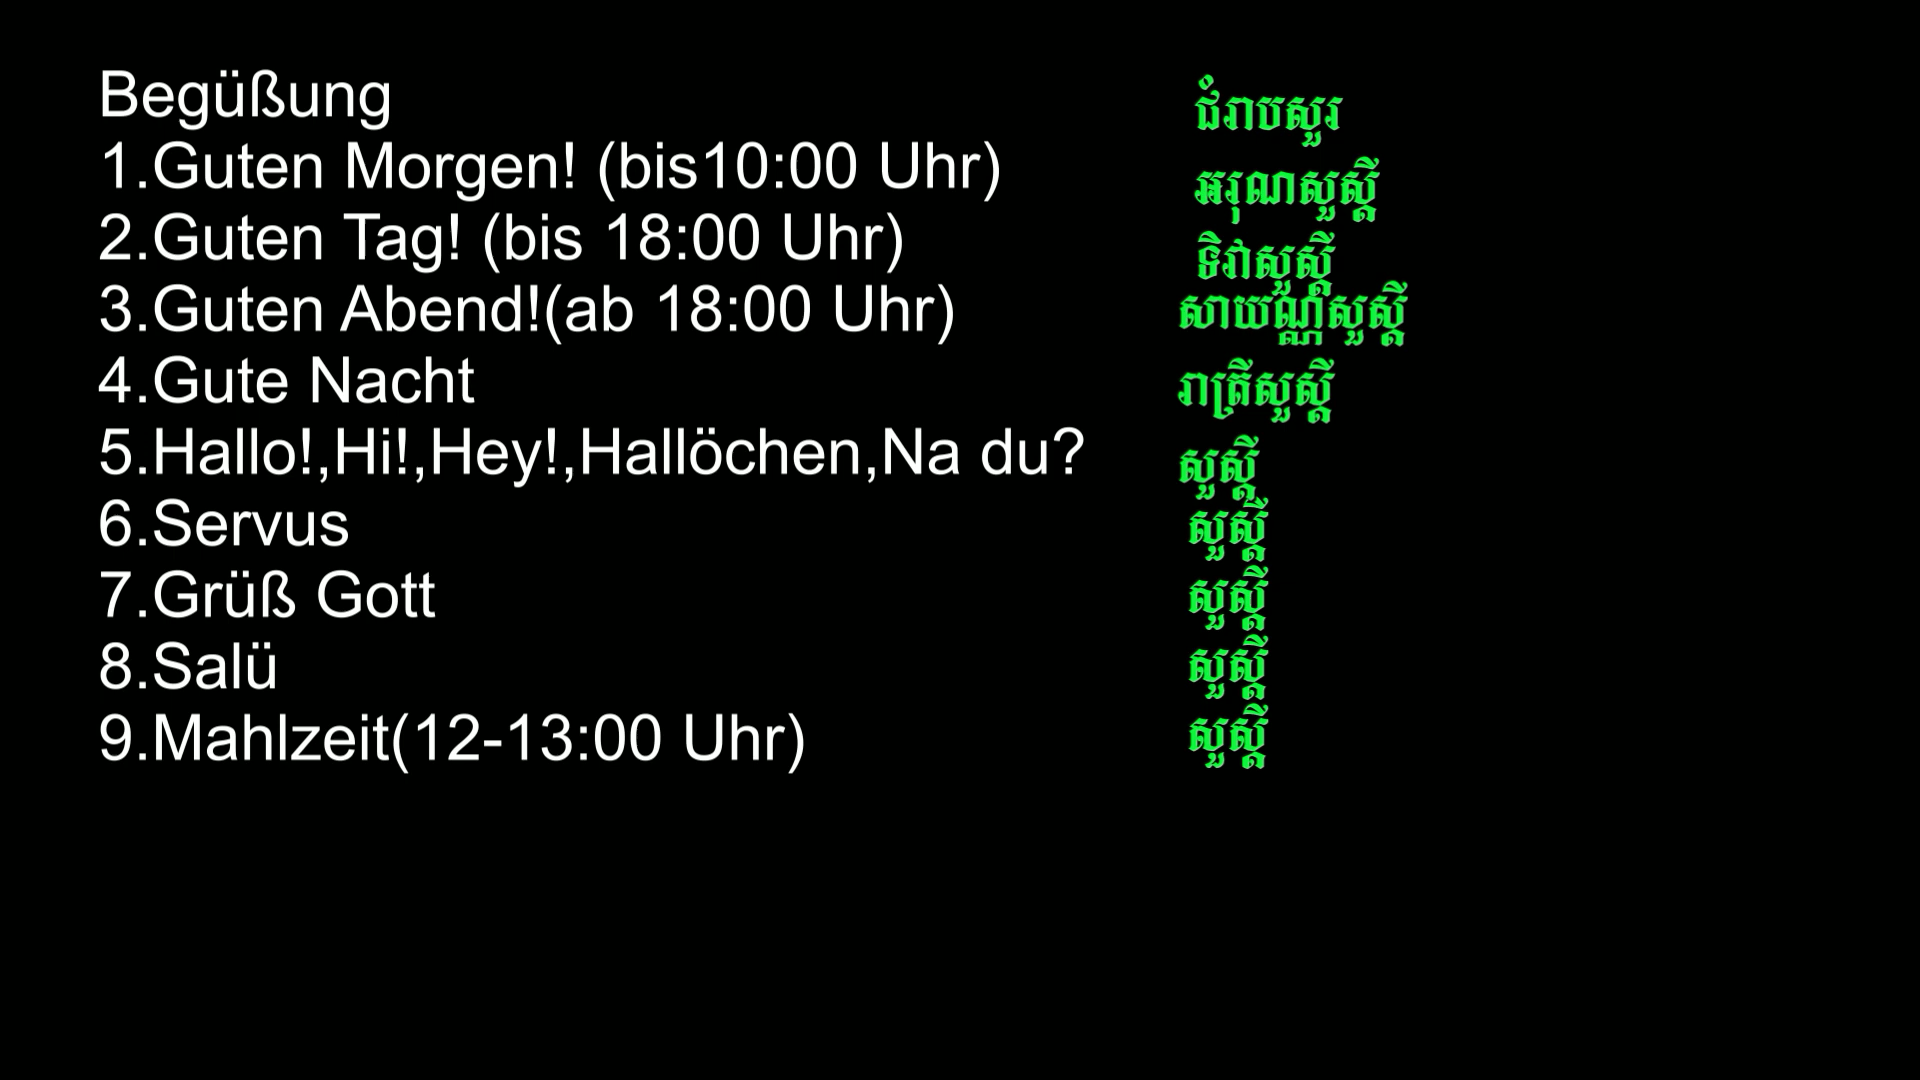 Begüßung ជំរាបសួរ
1.Guten Morgen! (bis10:00 Uhr) អរុណសួស្តី
2.Guten Tag! (bis 18:00 Uhr) ទិវាសួស្តី
3.Guten Abend!(ab 18:00 Uhr) សាយណ្ណសួស្តី
4.Gute Nacht រាត្រីសួស្តី
5.Hallo!,Hi!,Hey!,Hallöchen,Na du? សួស្តី
6.Servus សួស្តី
7.Grüß Gott សួស្តី
8.Salü សួស្តី
9.Mahlzeit(12-13:00 Uhr) សួស្តី